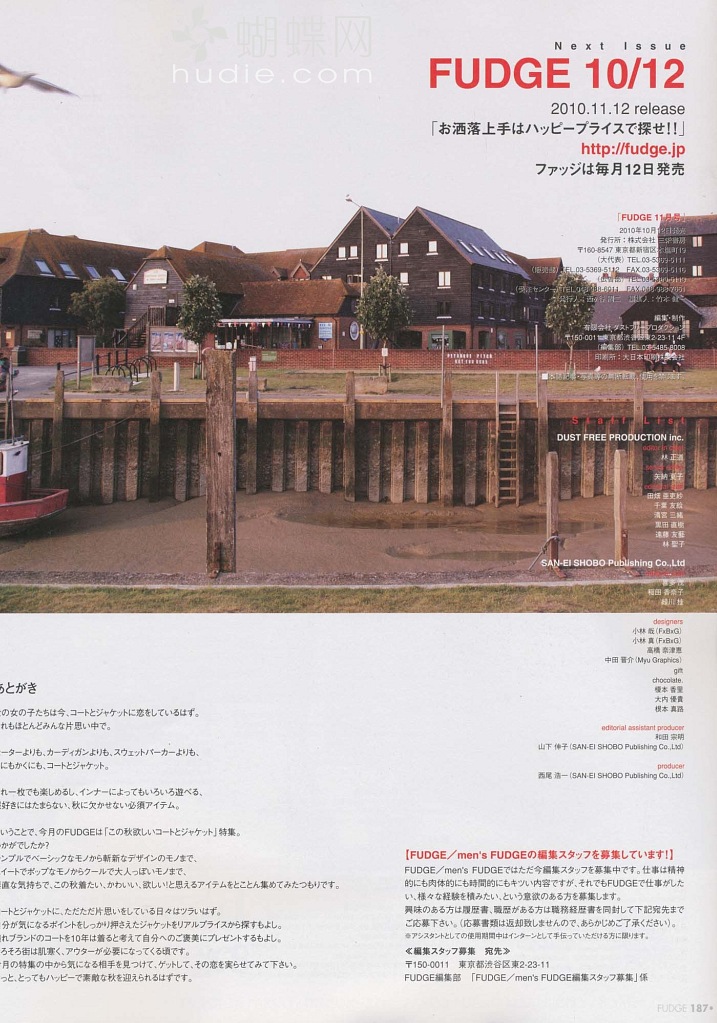 蝴蝶网
hudie.com
Next Issue
FUDGE 10/12
2010.11.12 release
「お洒落上手はハッピープライスで探せ!!」
http://fudge.jp
ファッジは毎月12日発売
「FUDGE 11月号」
2010年10月12日発売
発行所：株式会社 三栄書房
〒160-8547 東京都新宿区
（大代表）TEL.03-5369-5111
TEL.03-5369-5112 FAX.03-5369-5116
編集・制作
有限会社 ダストフリープロダクション
〒150-0011 東京都渋谷区東2-23-11 4F
（編集部）TEL.03-5485-8008
印刷所：大日本印刷株式会社
Staff List
DUST FREE PRODUCTION inc.
林 正道
田畑 亜更紗
千葉 友紋
濱宮 三緒
黒田 直樹
遠藤 友藍
林 聖子
SAN-EI SHOBO Publishing Co.,Ltd
稲田 香奈子
緑川 桂
designers
小林 哉（FxBxG）
小林 真（FxBxG）
高橋 奈津恵
中田 晋介（Myu Graphics）
gift
chocolate.
榎本 香里
大内 優貴
根本 真路
editorial assistant producer
和田 宗明
山下 伸子（SAN-EI SHOBO Publishing Co.,Ltd）
producer
西尾 浩一（SAN-EI SHOBO Publishing Co.,Ltd）
あとがき
の女の子たちは今、コートとジャケットに恋をしているはず。
れもほとんどみんな片思い中で。
ーターよりも、カーディガンよりも、スウェットパーカーよりも、
にもかくにも、コートとジャケット。
れ一枚でも楽しめるし、インナーによってもいろいろ遊べる、
好きにはたまらない、秋に欠かせない必須アイテム。
いうことで、今月のFUDGEは「この秋欲しいコートとジャケット」特集。
かがでしたか？
ンプルでベーシックなモノから斬新なデザインのモノまで、
イートでポップなモノからクールで大人っぽいモノまで、
直な気持ちで、この秋着たい、かわいい、欲しい！と思えるアイテムをとことん集めてみたつもりです。
ートとジャケットに、ただただ片思いをしている日々はツラいはず。
分が気になるポイントをしっかり押さえたジャケットをリアルプライスから探すもよし。
れブランドのコートを10年は着ると考えて自分へのご褒美にプレゼントするもよし。
ろそろ街は肌寒く、アウターが必要になってくる頃です。
月の特集の中から気になる相手を見つけて、ゲットして、その恋を実らせてみて下さい。
っと、とってもハッピーで素敵な秋を迎えられるはずです。
【FUDGE／men's FUDGEの編集スタッフを募集しています！】
FUDGE／men's FUDGEではただ今編集スタッフを募集中です。仕事は精神
的にも肉体的にも時間的にもキツい内容ですが、それでもFUDGEで仕事がした
い、様々な経験を積みたい、という意欲のある方を募集します。
興味のある方は履歴書、職歴がある方は職務経歴書を同封して下記宛先まで
ご応募下さい。（応募書類は返却致しませんので、あらかじめご了承ください）。
※アシスタントとしての使用期間中はインターンとして手伝っていただける方に限ります。
≪編集スタッフ募集 宛先≫
〒150-0011 東京都渋谷区東2-23-11
FUDGE編集部 「FUDGE／men's FUDGE編集スタッフ募集」係
FUDGE 187